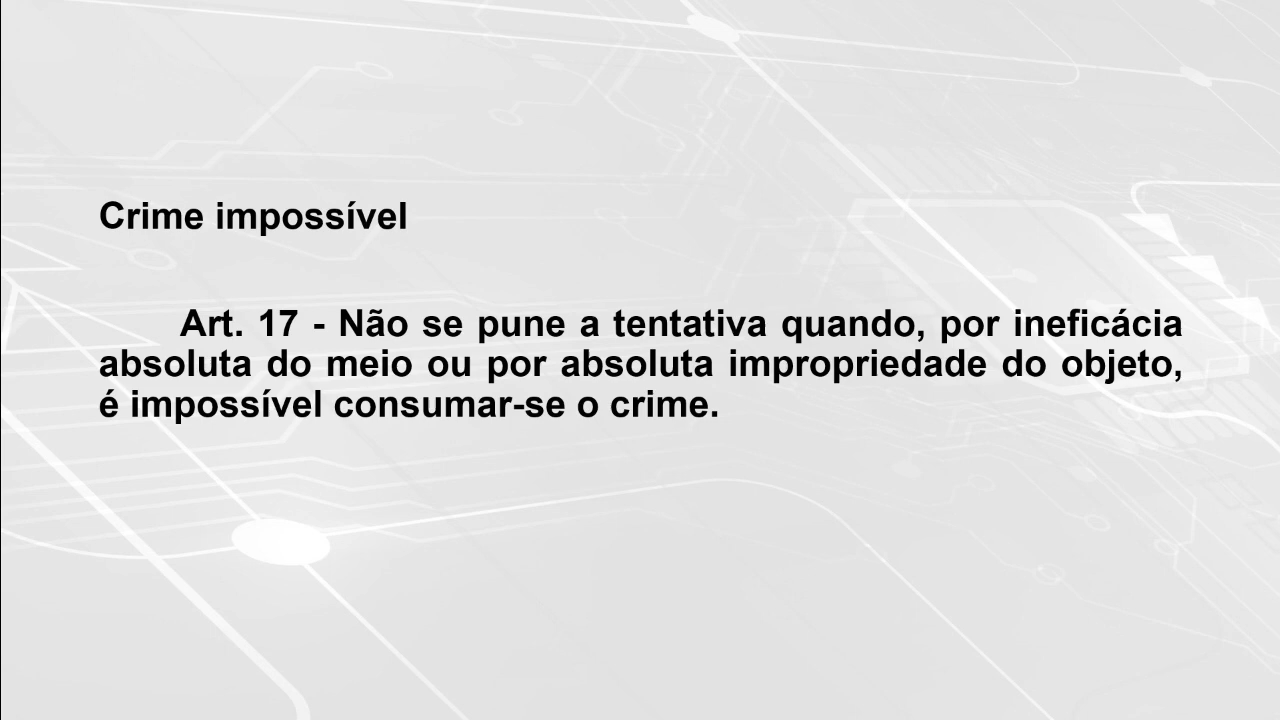 Crime impossível
Art. 17 - Não se pune a tentativa quando, por ineficácia
absoluta do meio ou por absoluta impropriedade do objeto,
é impossível consumar-se o crime.